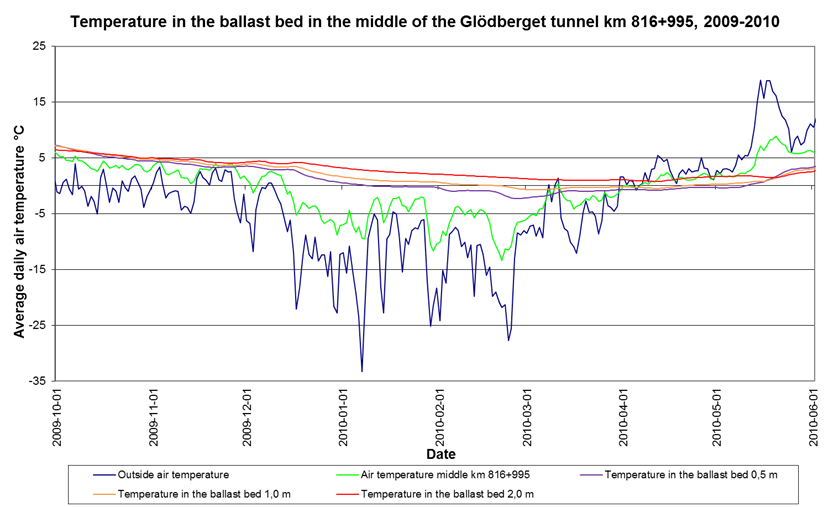 Temperature in the ballast bed in the middle of the Glödberget tunnel km 816+995, 2009-2010
25
15
5
-5
-15
-25
-35
Average daily air temperature °C
2009-10-01
2009-11-01
2009-12-01
2010-01-01
2010-02-01
2010-03-01
2010-04-01
2010-05-01
2010-06-01
Date
Outside air temperature
Air temperature middle km 816+995
Temperature in the ballast bed 0,5 m
Temperature in the ballast bed 1,0 m
Temperature in the ballast bed 2,0 m